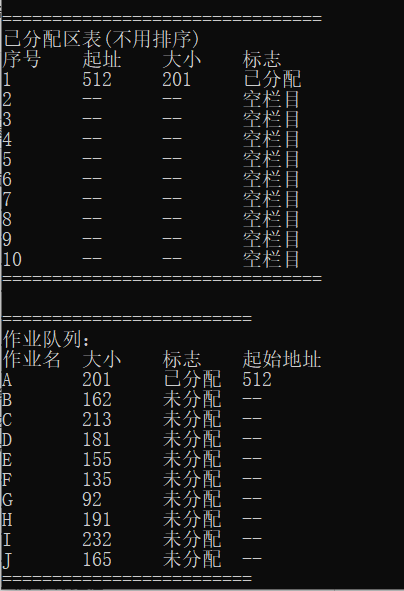 ================================
已分配区表(不用排序)
序号 起址 大小 标志
1 512 201 已分配
2 -- -- 空栏目
3 -- -- 空栏目
4 -- -- 空栏目
5 -- -- 空栏目
6 -- -- 空栏目
7 -- -- 空栏目
8 -- -- 空栏目
9 -- -- 空栏目
10 -- -- 空栏目
================================
=========================
作业队列:
作业名 大小 标志 起始地址
A 201 已分配 512
B 162 未分配 --
C 213 未分配 --
D 181 未分配 --
E 155 未分配 --
F 135 未分配 --
G 92 未分配 --
H 191 未分配 --
I 232 未分配 --
J 165 未分配 --
=========================